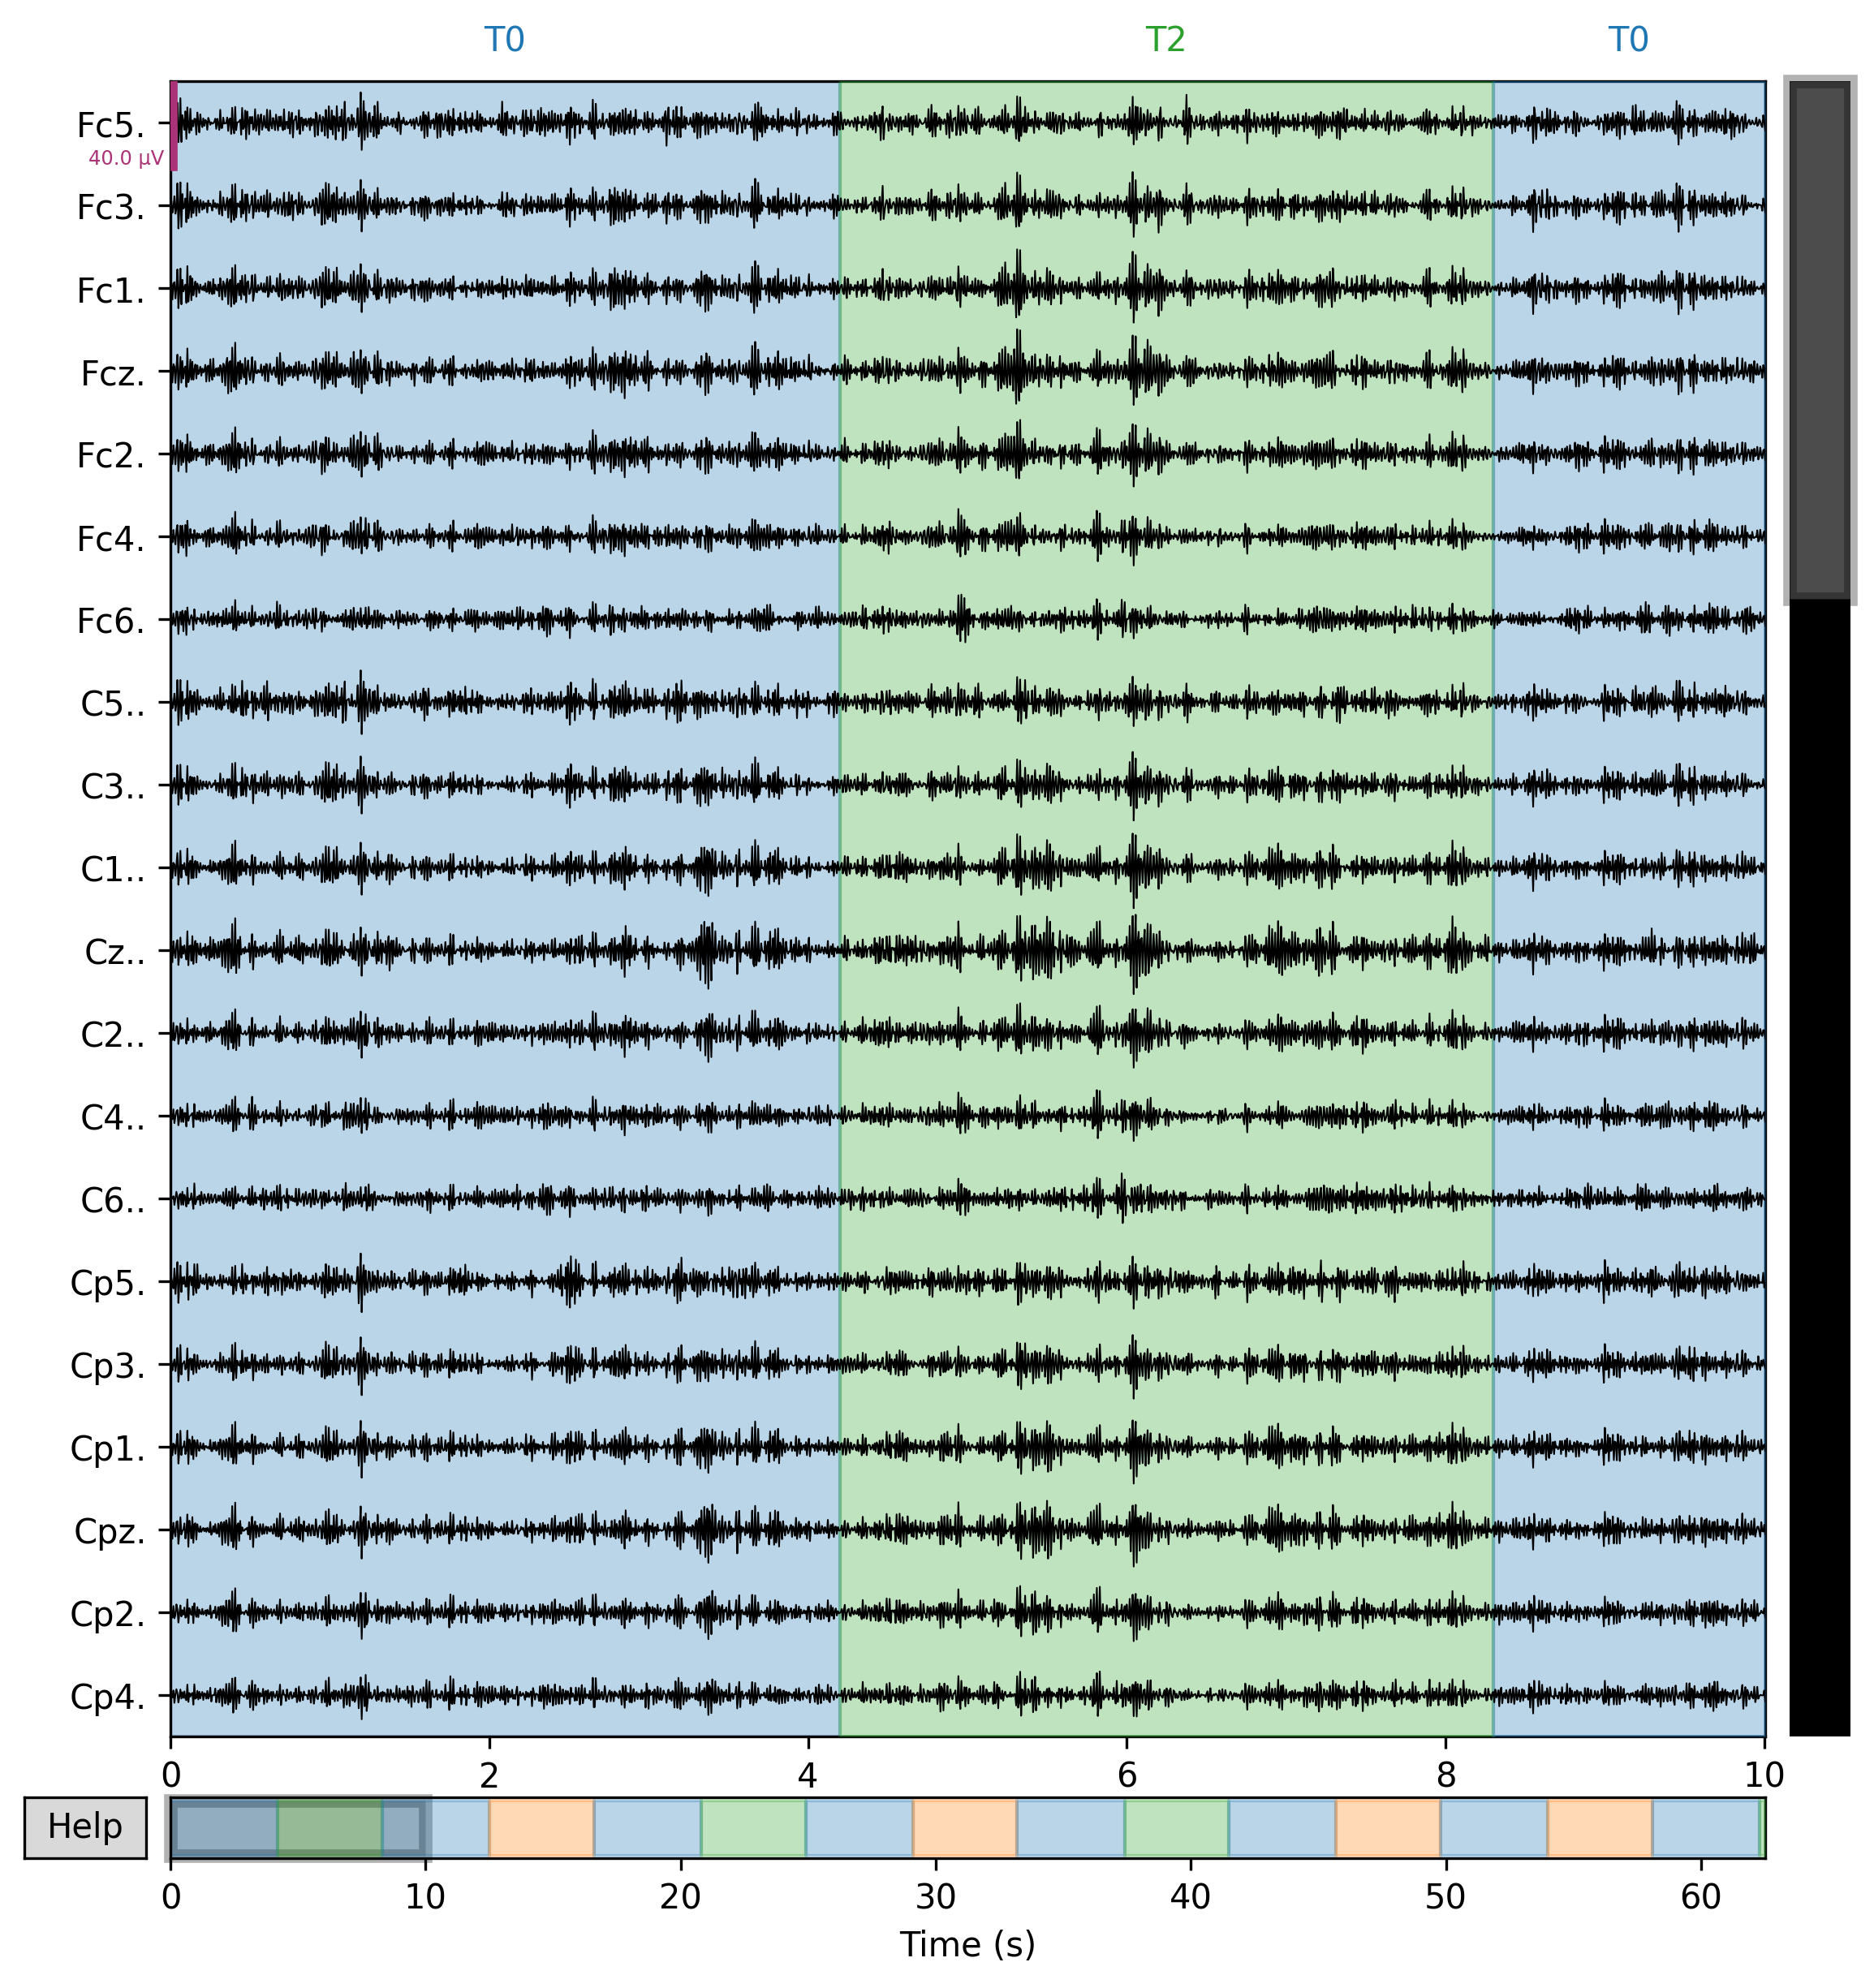 T0 T2 T0
Fc5.
40.0 µV
Fc3.
Fc1.
Fcz.
Fc2.
Fc4.
Fc6.
C5..
C3..
C1..
Cz..
C2..
C4..
C6..
Cp5.
Cp3.
Cp1.
Cpz.
Cp2.
Cp4.
0 2 4 6 8 10
Help
0 10 20 30 40 50 60
Time (s)